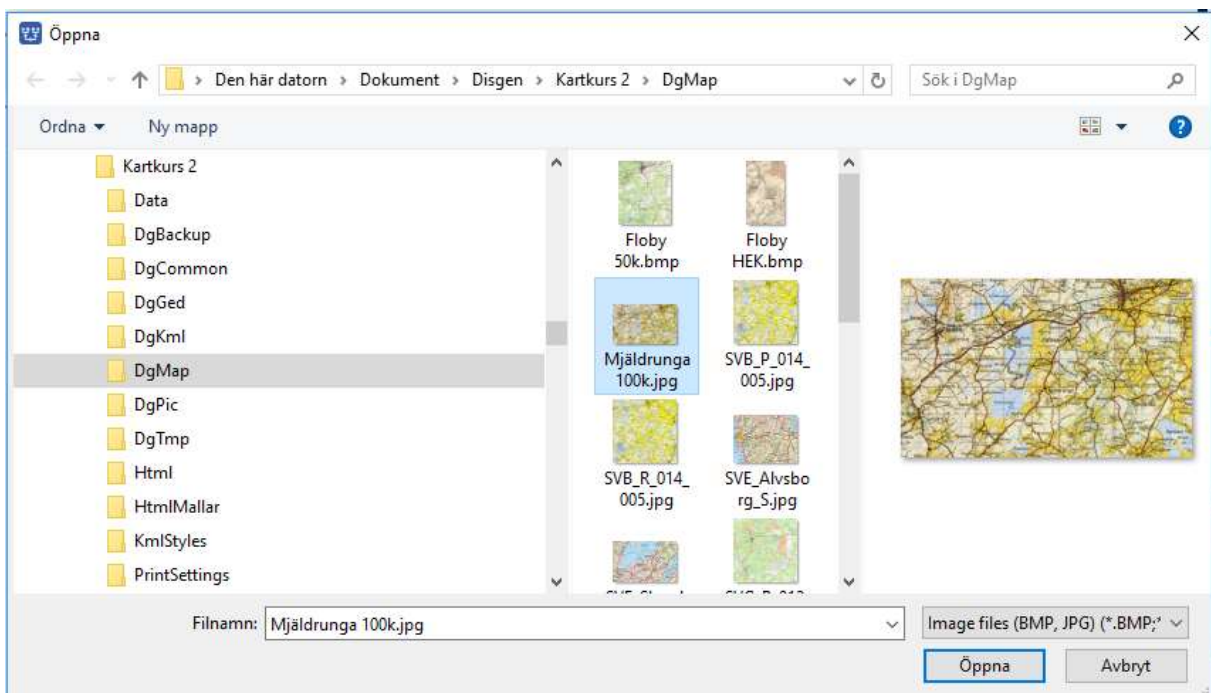 Öppna
Den här datorn > Dokument > Disgen > Kartkurs 2 > DgMap
Sök i DgMap
Ordna
Ny mapp
Kartkurs 2
Data
DgBackup
DgCommon
DgGed
DgKml
DgMap
DgPic
DgTmp
Html
HtmlMallar
KmlStyles
PrintSettings
Floby
50k.bmp
Floby
HEK.bmp
Mjäldrunga
100k.jpg
SVB_P_014_
005.jpg
SVB_R_014_
005.jpg
SVE_Alvsbo
rg_S.jpg
Filnamn:
Mjäldrunga 100k.jpg
Image files (BMP, JPG) (*.BMP;*
Öppna
Avbryt